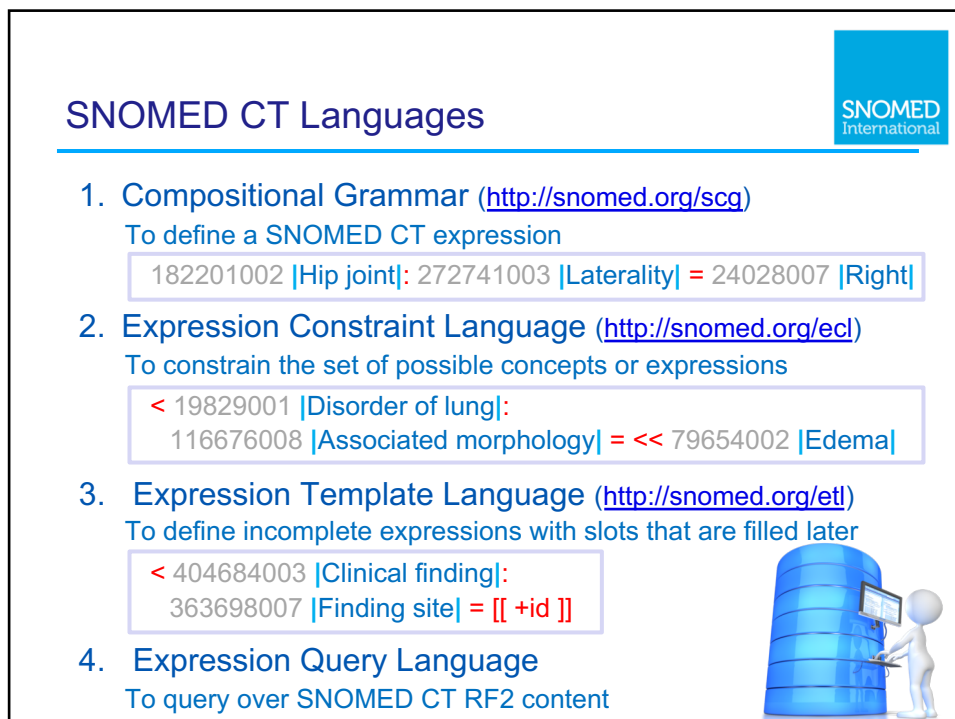 SNOMED CT Languages
SNOMED
International
1. Compositional Grammar (http://snomed.org/scg)
To define a SNOMED CT expression
182201002 |Hip joint|: 272741003 |Laterality| = 24028007 |Right|
2. Expression Constraint Language (http://snomed.org/ecl)
To constrain the set of possible concepts or expressions
< 19829001 |Disorder of lung|:
116676008 |Associated morphology| = << 79654002 |Edema|
3. Expression Template Language (http://snomed.org/etl)
To define incomplete expressions with slots that are filled later
< 404684003 |Clinical finding|:
363698007 |Finding site| = [[ +id ]]
4. Expression Query Language
To query over SNOMED CT RF2 content